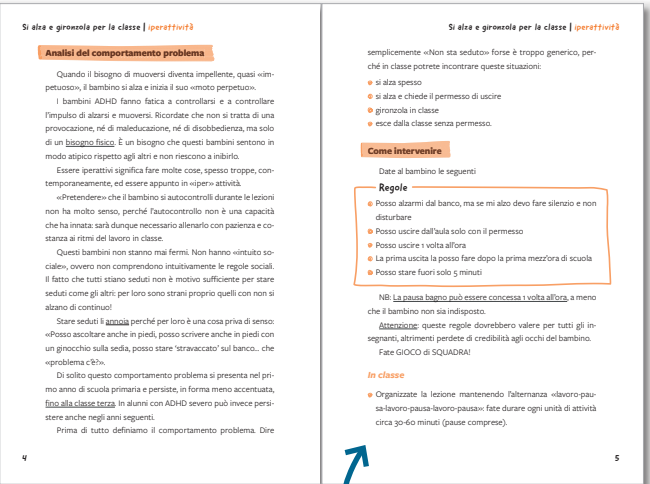 Si alza e gironzola per la classe | iperattività
Analisi del comportamento problema
Quando il bisogno di muoversi diventa impellente, quasi «im-
petuoso», il bambino si alza e inizia il suo «moto perpetuo».
I bambini ADHD fanno fatica a controllarsi e a controllare
l'impulso di alzarsi e muoversi. Ricordate che non si tratta di una
provocazione, né di maleducazione, né di disobbedienza, ma solo
di un bisogno fisico. È un bisogno che questi bambini sentono in
modo atipico rispetto agli altri e non riescono a inibirlo.
Essere iperattivi significa fare molte cose, spesso troppe, con-
temporaneamente, ed essere appunto in «iper» attività.
«Pretendere» che il bambino si autocontrolli durante le lezioni
non ha molto senso, perché l'autocontrollo non è una capacità
che ha innata: sarà dunque necessario allenarlo con pazienza e co-
stanza ai ritmi del lavoro in classe.
Questi bambini non stanno mai fermi. Non hanno «intuito so-
ciale», ovvero non comprendono intuitivamente le regole sociali.
Il fatto che tutti stiano seduti non è motivo sufficiente per stare
seduti come gli altri: per loro sono strani proprio quelli che non si
alzano di continuo!
Stare seduti li annoia perché per loro è una cosa priva di senso:
«Posso ascoltare anche in piedi, posso scrivere anche in piedi con
un ginocchio sulla sedia, posso stare 'stravaccato' sul banco... che
«problema c'è?».
Di solito questo comportamento problema si presenta nel pri-
mo anno di scuola primaria e persiste, in forma meno accentuata,
fino alla classe terza. In alunni con ADHD severo può invece persi-
stere anche negli anni seguenti.
Prima di tutto definiamo il comportamento problema. Dire
4
Si alza e gironzola per la classe | iperattività
semplicemente «Non sta seduto» forse è troppo generico, per-
ché in classe potrete incontrare queste situazioni:
si alza spesso
si alza e chiede il permesso di uscire
gironzola in classe
esce dalla classe senza permesso.
Come intervenire
Date al bambino le seguenti
Regole
Posso alzarmi dal banco, ma se mi alzo devo fare silenzio e non
disturbare
Posso uscire dall'aula solo con il permesso
Posso uscire 1 volta all'ora
La prima uscita la posso fare dopo la prima mezz'ora di scuola
Posso stare fuori solo 5 minuti
NB: La pausa bagno può essere concessa 1 volta all'ora, a meno
che il bambino non sia indisposto.
Attenzione: queste regole dovrebbero valere per tutti gli in-
segnanti, altrimenti perdete di credibilità agli occhi del bambino.
Fate GIOCO di SQUADRA!
In classe
Organizzate la lezione mantenendo l'alternanza «lavoro-pau-
sa-lavoro-pausa-lavoro-pausa»: fate durare ogni unità di attività
circa 30-60 minuti (pause comprese).
5